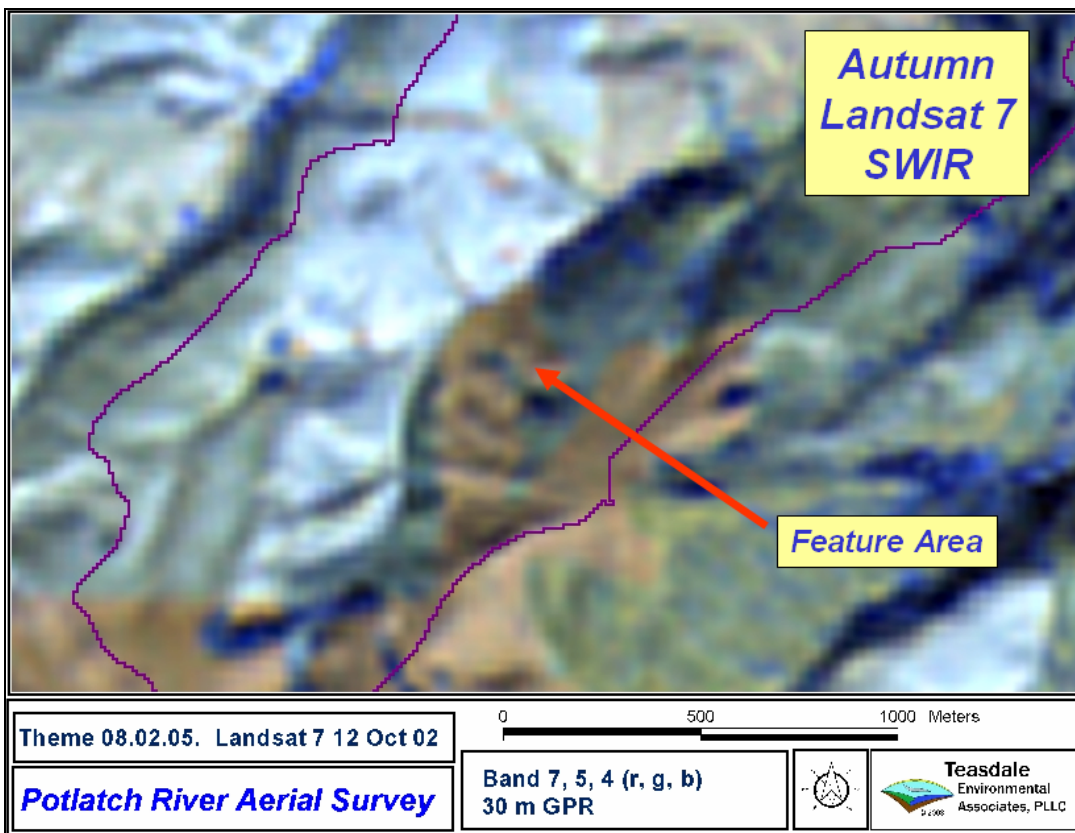 Autumn
Landsat 7
SWIR
Feature Area
0 500 1000 Meters
Theme 08.02.05. Landsat 7 12 Oct 02
Potlatch River Aerial Survey
Band 7, 5, 4 (r, g, b)
30 m GPR
Teasdale
Environmental
Associates, PLLC
© 2008